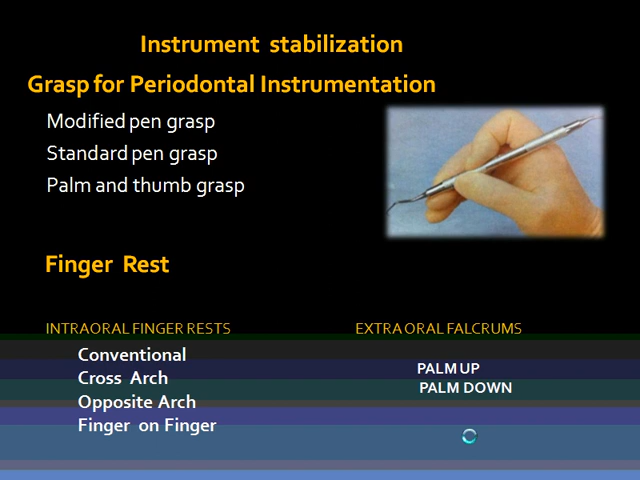 Instrument stabilization
Grasp for Periodontal Instrumentation
Modified pen grasp
Standard pen grasp
Palm and thumb grasp
Finger Rest
INTRAORAL FINGER RESTS
Conventional
Cross Arch
Opposite Arch
Finger on Finger
EXTRA ORAL FALCRUMS
PALM UP
PALM DOWN